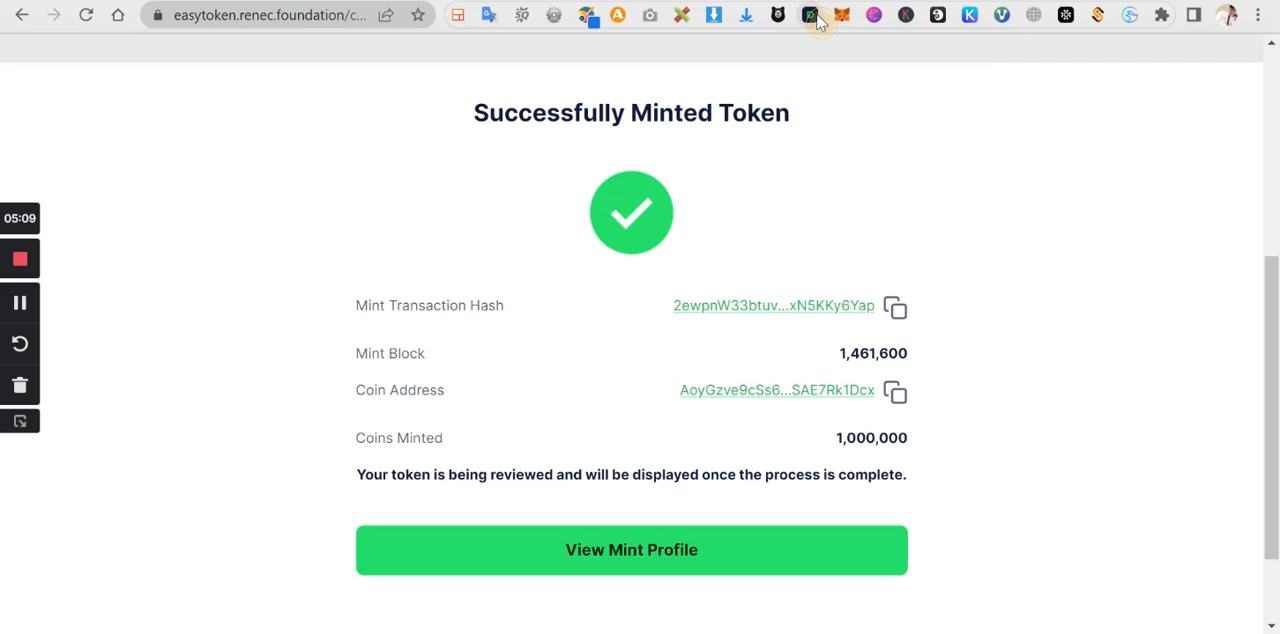 easytoken.renec.foundation/c...
Successfully Minted Token
05:09
Mint Transaction Hash 2ewpnW33btuv...xN5KKy6Yap
Mint Block 1,461,600
Coin Address AoyGzve9cSs6...SAE7Rk1Dcx
Coins Minted 1,000,000
Your token is being reviewed and will be displayed once the process is complete.
View Mint Profile